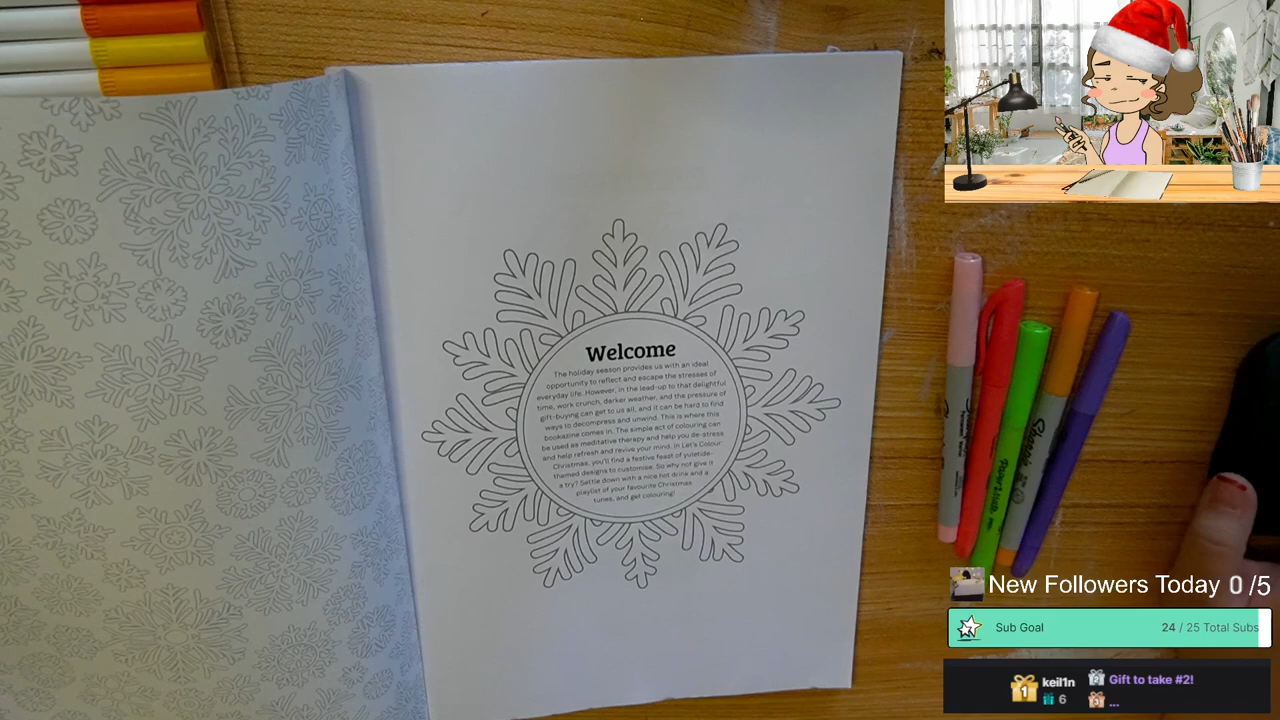 Welcome
The holiday season provides us with an ideal
opportunity to reflect and escape the stresses of
everyday life. However, in the lead-up to that delightful
time, work crunch, darker weather, and the pressure of
gift-buying can get to us all, and it can be hard to find
ways to decompress and unwind. This is where this
bookazine comes in. The simple act of colouring can
be used as meditative therapy and help you de-stress
and help refresh and revive your mind. In Let's Colour
Christmas, you'll find a festive feast of yuletide-
themed designs to customise. So why not give it
a try? Settle down with a nice hot drink and a
playlist of your favourite Christmas
tunes, and get colouring!
Sharpie
New Followers Today 0 /5
Sub Goal
24 / 25 Total Subs
1
keil1n
6
2
Gift to take #2!
3
...